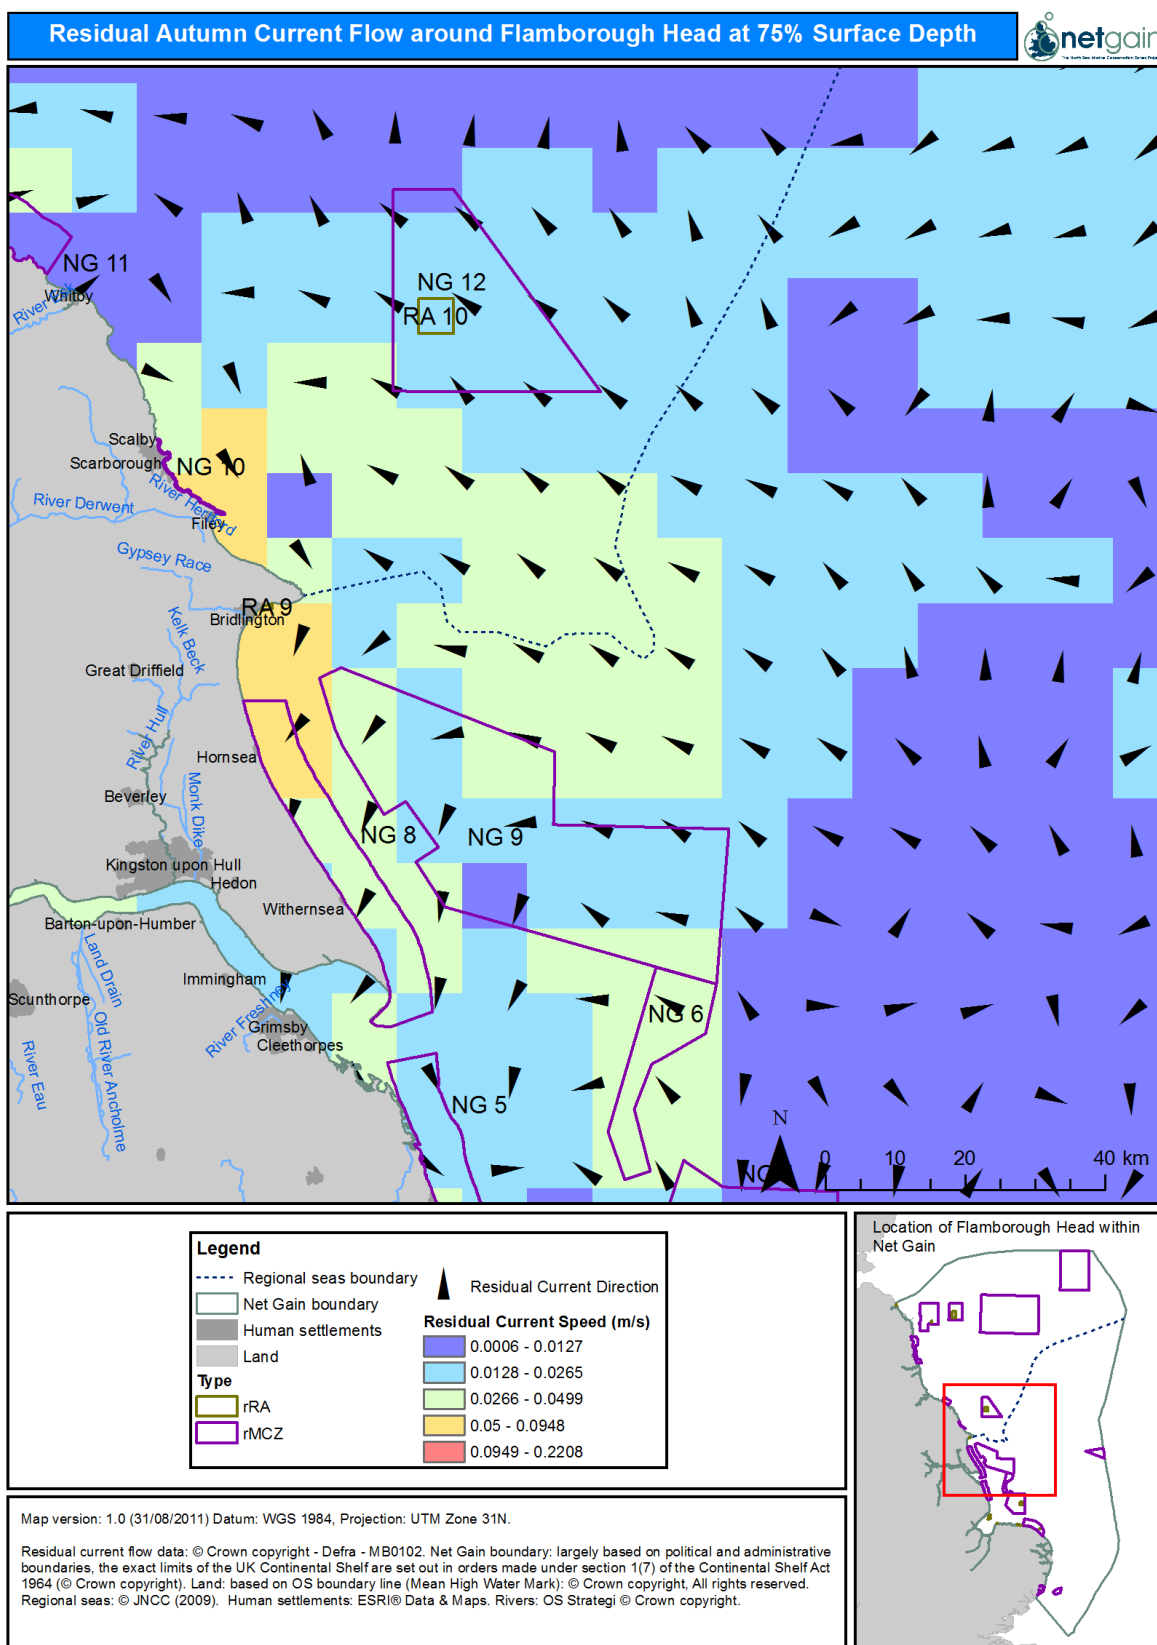 Residual Autumn Current Flow around Flamborough Head at 75% Surface Depth
netgain
NG 11
Whitby
NG 12
RA 10
Scalby
Scarborough
NG 10
River Hertford
River Derwent
Filey
Gypsey Race
RA 9
Bridlington
Kelk Beck
Great Driffield
River Hull
Hornsea
Monk Dike
Beverley
NG 8
NG 9
Kingston upon Hull
Hedon
Withernsea
Barton-upon-Humber
Land Drain
Immingham
Scunthorpe
River Freshney
NG 6
Grimsby
Cleethorpes
Old River Ancholme
River Eau
NG 5
N
0 10 20 40 km
Legend
Regional seas boundary
Net Gain boundary
Human settlements
Land
Type
rRA
rMCZ
Residual Current Direction
Residual Current Speed (m/s)
0.0006 - 0.0127
0.0128 - 0.0265
0.0266 - 0.0499
0.05 - 0.0948
0.0949 - 0.2208
Location of Flamborough Head within
Net Gain
Map version: 1.0 (31/08/2011) Datum: WGS 1984, Projection: UTM Zone 31N.
Residual current flow data: © Crown copyright - Defra - MB0102. Net Gain boundary: largely based on political and administrative
boundaries, the exact limits of the UK Continental Shelf are set out in orders made under section 1(7) of the Continental Shelf Act
1964 (© Crown copyright). Land: based on OS boundary line (Mean High Water Mark): © Crown copyright, All rights reserved.
Regional seas: © JNCC (2009). Human settlements: ESRI® Data & Maps. Rivers: OS Strategi © Crown copyright.